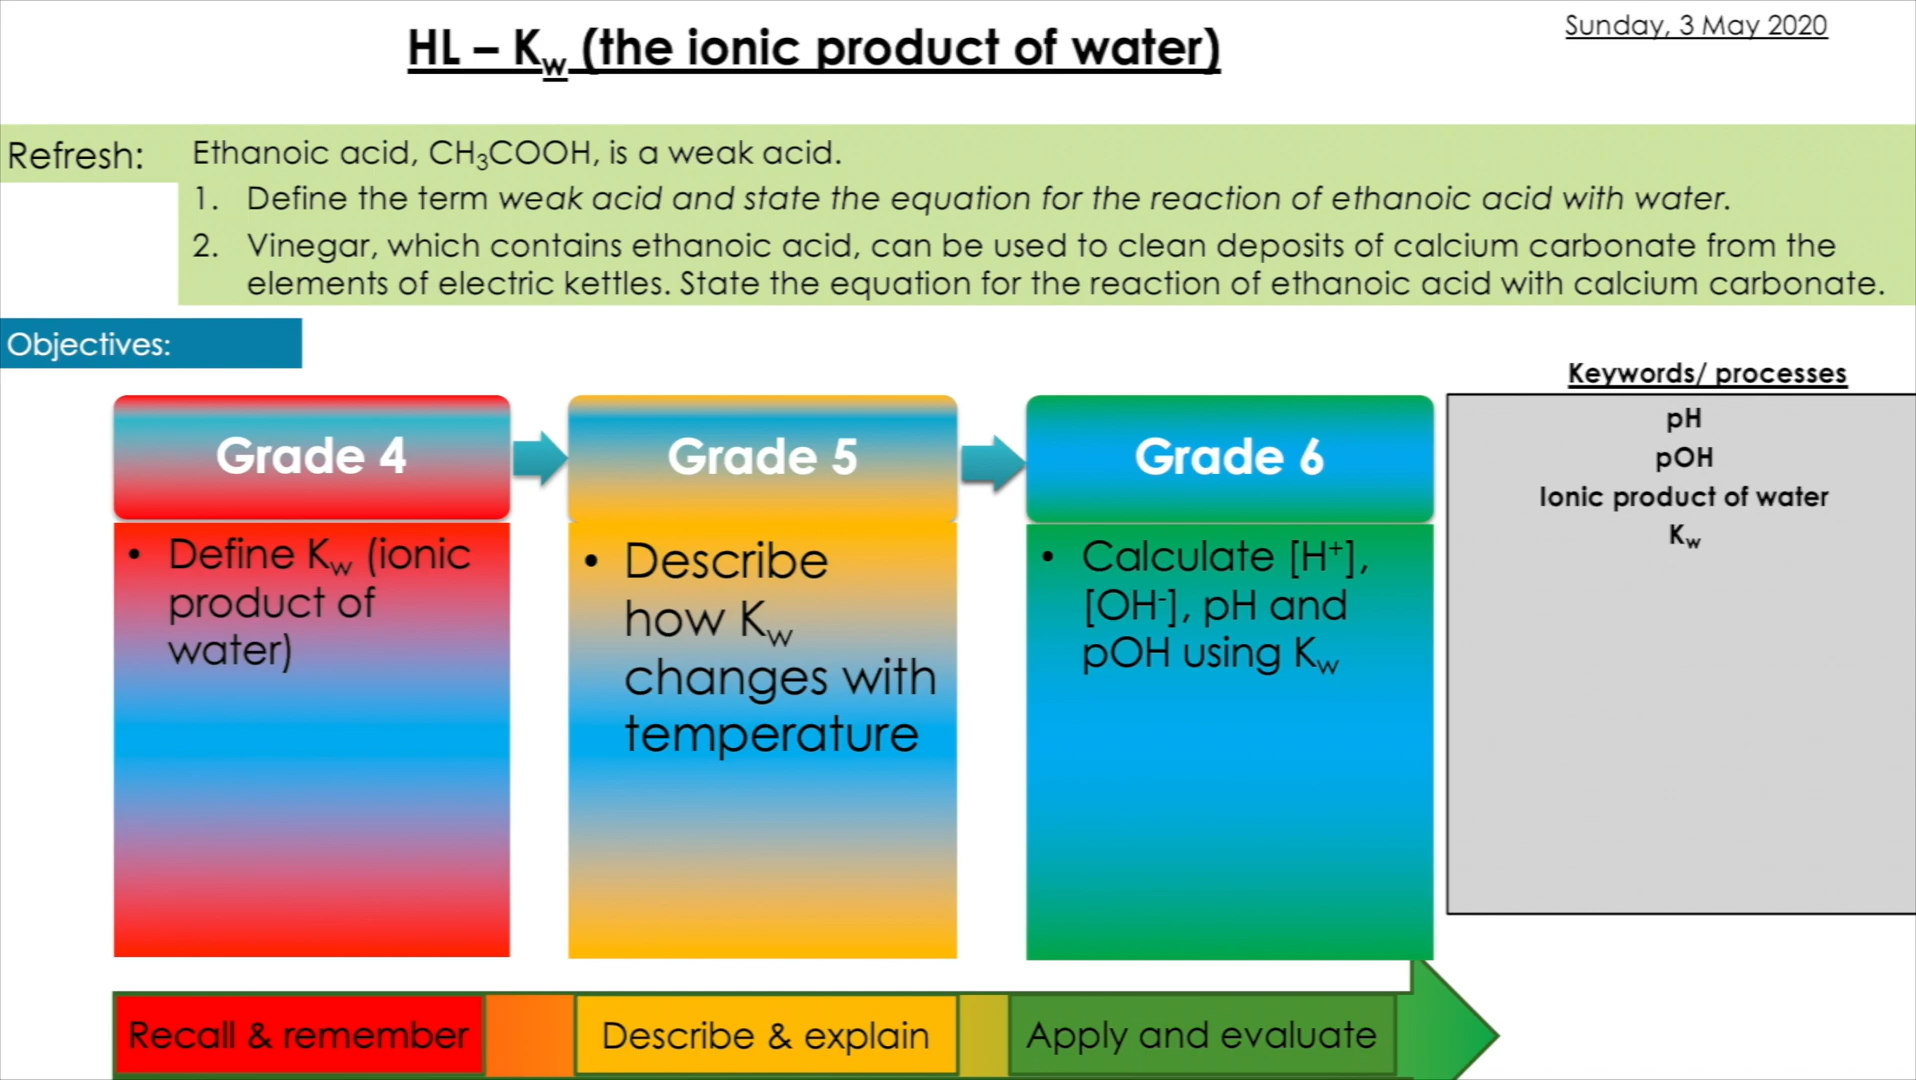 HL – Kw (the ionic product of water)
Sunday, 3 May 2020
Refresh:
Ethanoic acid, CH₃COOH, is a weak acid.
1. Define the term weak acid and state the equation for the reaction of ethanoic acid with water.
2. Vinegar, which contains ethanoic acid, can be used to clean deposits of calcium carbonate from the
elements of electric kettles. State the equation for the reaction of ethanoic acid with calcium carbonate.
Objectives:
Grade 4
• Define Kw (ionic
product of
water)
Grade 5
• Describe
how Kw
changes with
temperature
Grade 6
• Calculate [H⁺],
[OH⁻], pH and
pOH using Kw
Keywords/ processes
pH
pOH
Ionic product of water
Kw
Recall & remember
Describe & explain
Apply and evaluate